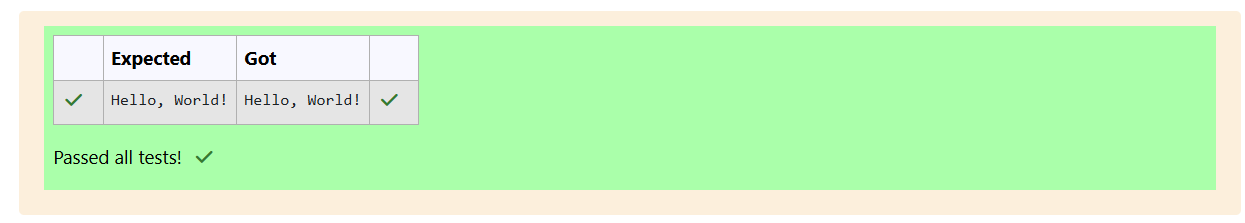 Expected Got
Hello, World! Hello, World!
Passed all tests!